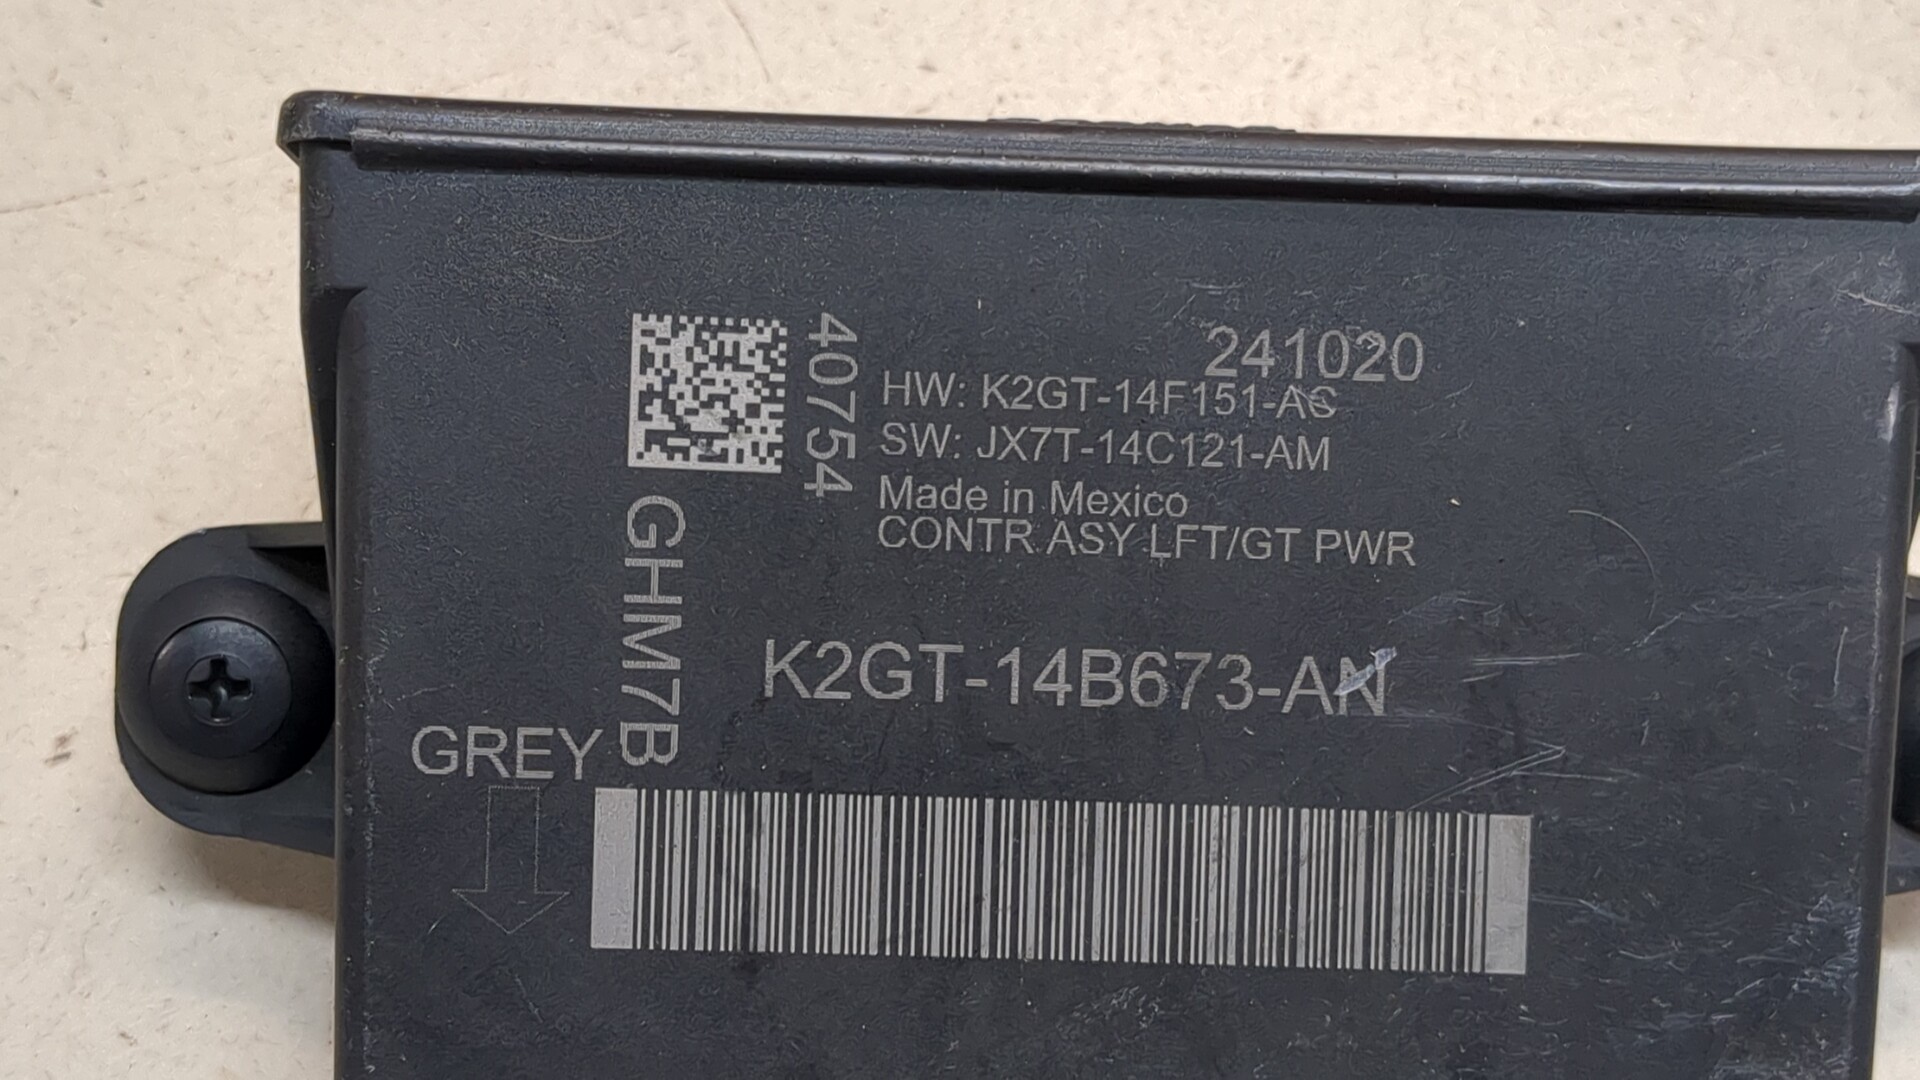 241020
HW: K2GT-14F151-AC
SW: JX7T-14C121-AM
Made in Mexico
CONTR ASY LFT/GT PWR
40754
GHM7B
K2GT-14B673-AN
GREY